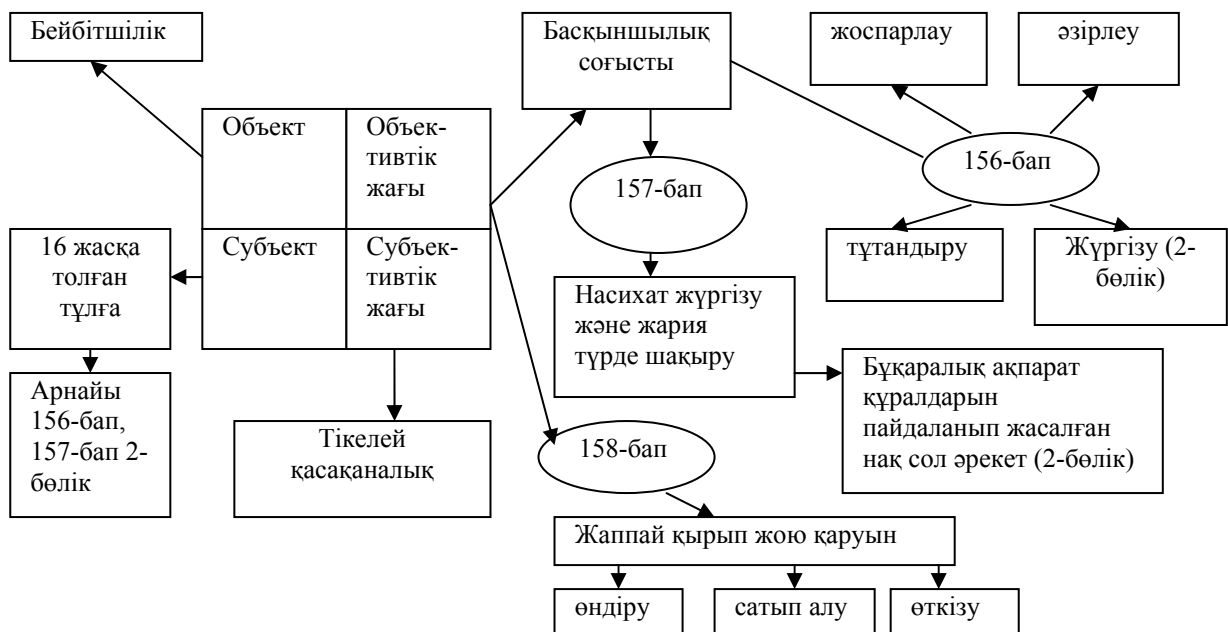 Бейбітшілік
Басқыншылық
соғысты
жоспарлау
әзірлеу
Объект
Объек-
тивтік
жағы
157-бап
156-бап
16 жасқа
толған
тұлға
Субъект
Субъек-
тивтік
жағы
тұтандыру
Жүргізу (2-
бөлік)
Насихат жүргізу
және жария
түрде шақыру
Арнайы
156-бап,
157-бап 2-
бөлік
Тікелей
қасақаналық
Бұқаралық ақпарат
құралдарын
пайдаланып жасалған
нақ сол әрекет (2-бөлік)
158-бап
Жаппай қырып жою қаруын
өндіру
сатып алу
өткізу